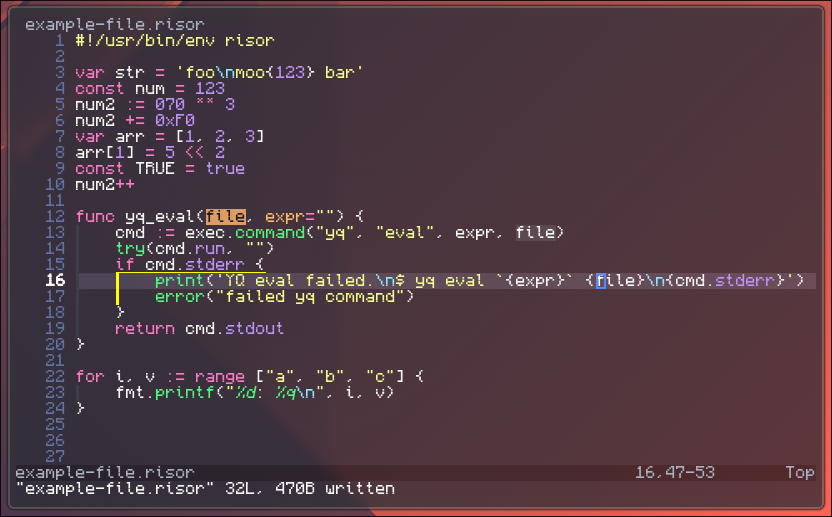 example-file.risor
1 #!/usr/bin/env risor
2
3 var str = 'foo\nmoo{123} bar'
4 const num = 123
5 num2 := 070 ** 3
6 num2 += 0xF0
7 var arr = [1, 2, 3]
8 arr[1] = 5 << 2
9 const TRUE = true
10 num2++
11
12 func yq_eval(file, expr="") {
13     cmd := exec.command("yq", "eval", expr, file)
14     try(cmd.run, "")
15     if cmd.stderr {
16         print('YQ eval failed.\n$ yq eval `{expr}` {file}\n{cmd.stderr}')
17         error("failed yq command")
18     }
19     return cmd.stdout
20 }
21
22 for i, v := range ["a", "b", "c"] {
23     fmt.printf("%d: %q\n", i, v)
24 }
25
26
27
example-file.risor 16,47-53 Top
"example-file.risor" 32L, 470B written